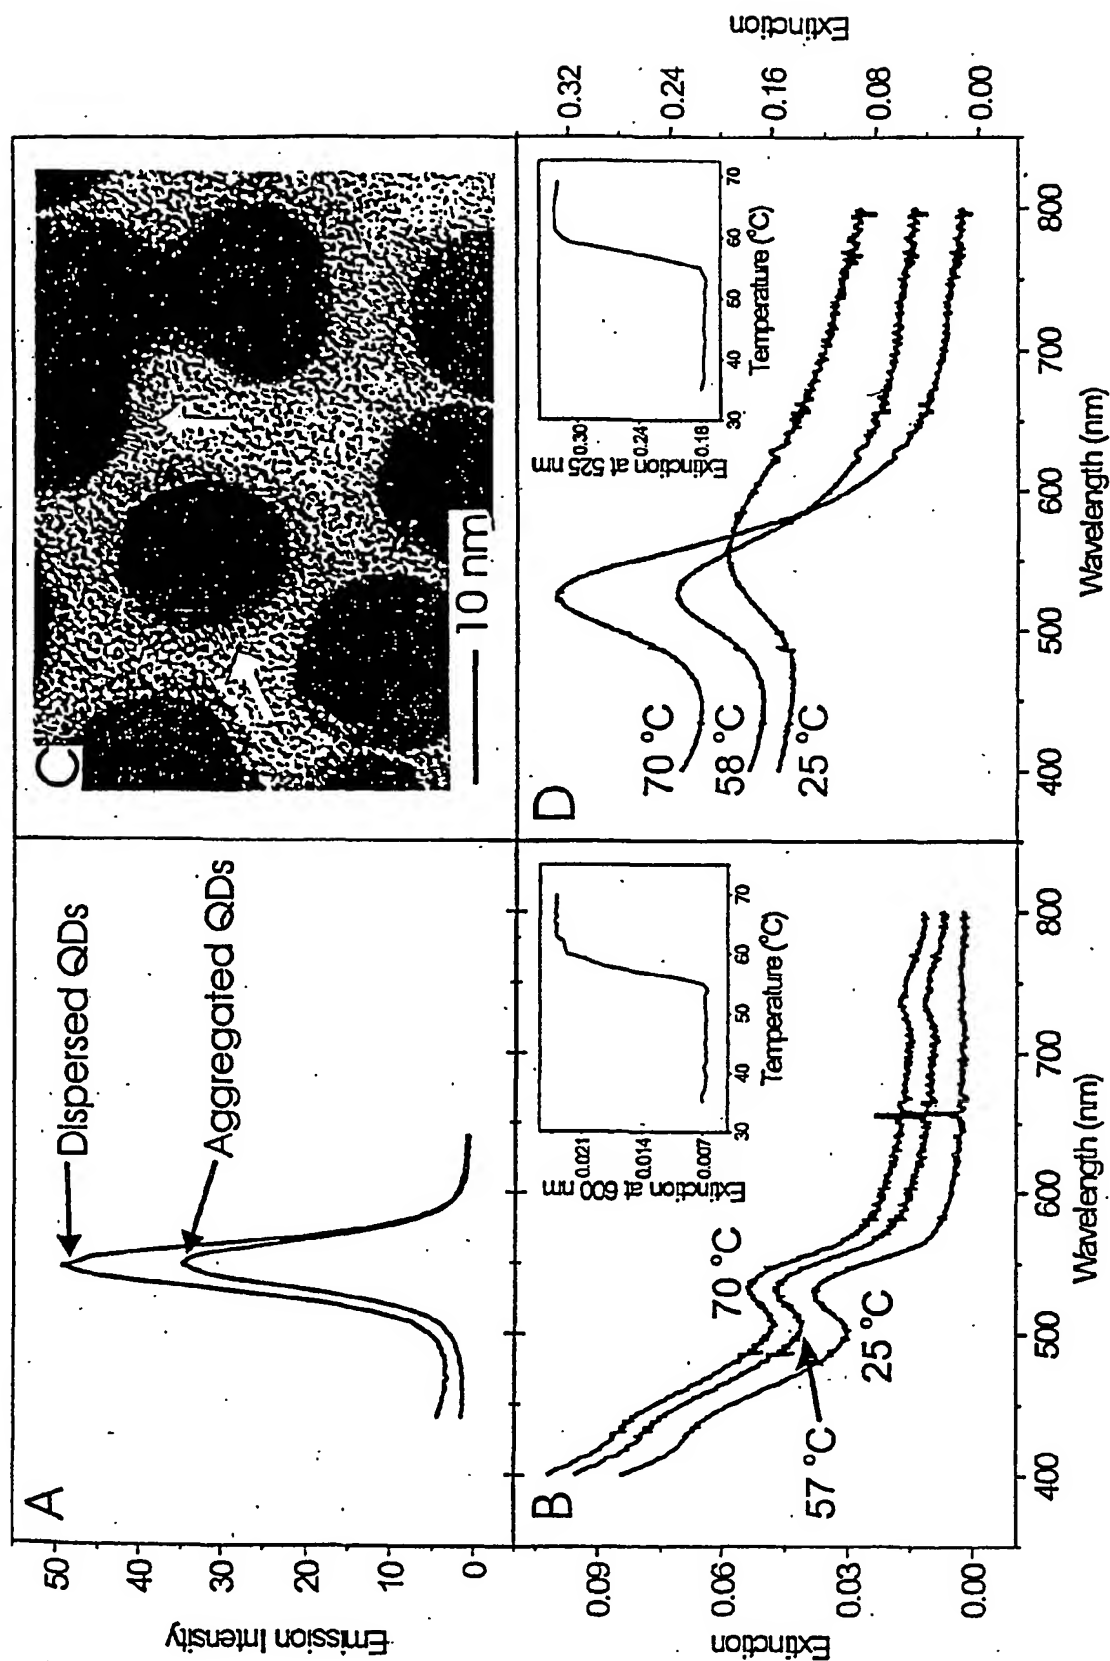 A
Dispersed QDs
Aggregated QDs
50
40
30
20
10
0
Emission Intensity
C
10 nm
B
70 °C
57 °C
25 °C
0.09
0.06
0.03
0.00
Extinction
400
500
600
700
800
Wavelength (nm)
0.021
0.014
0.007
Extinction at 600 nm
30
40
50
60
70
Temperature (°C)
D
70 °C
58 °C
25 °C
0.32
0.24
0.16
0.08
0.00
Extinction
400
500
600
700
800
Wavelength (nm)
0.30
0.24
0.18
Extinction at 525 nm
30
40
50
60
70
Temperature (°C)